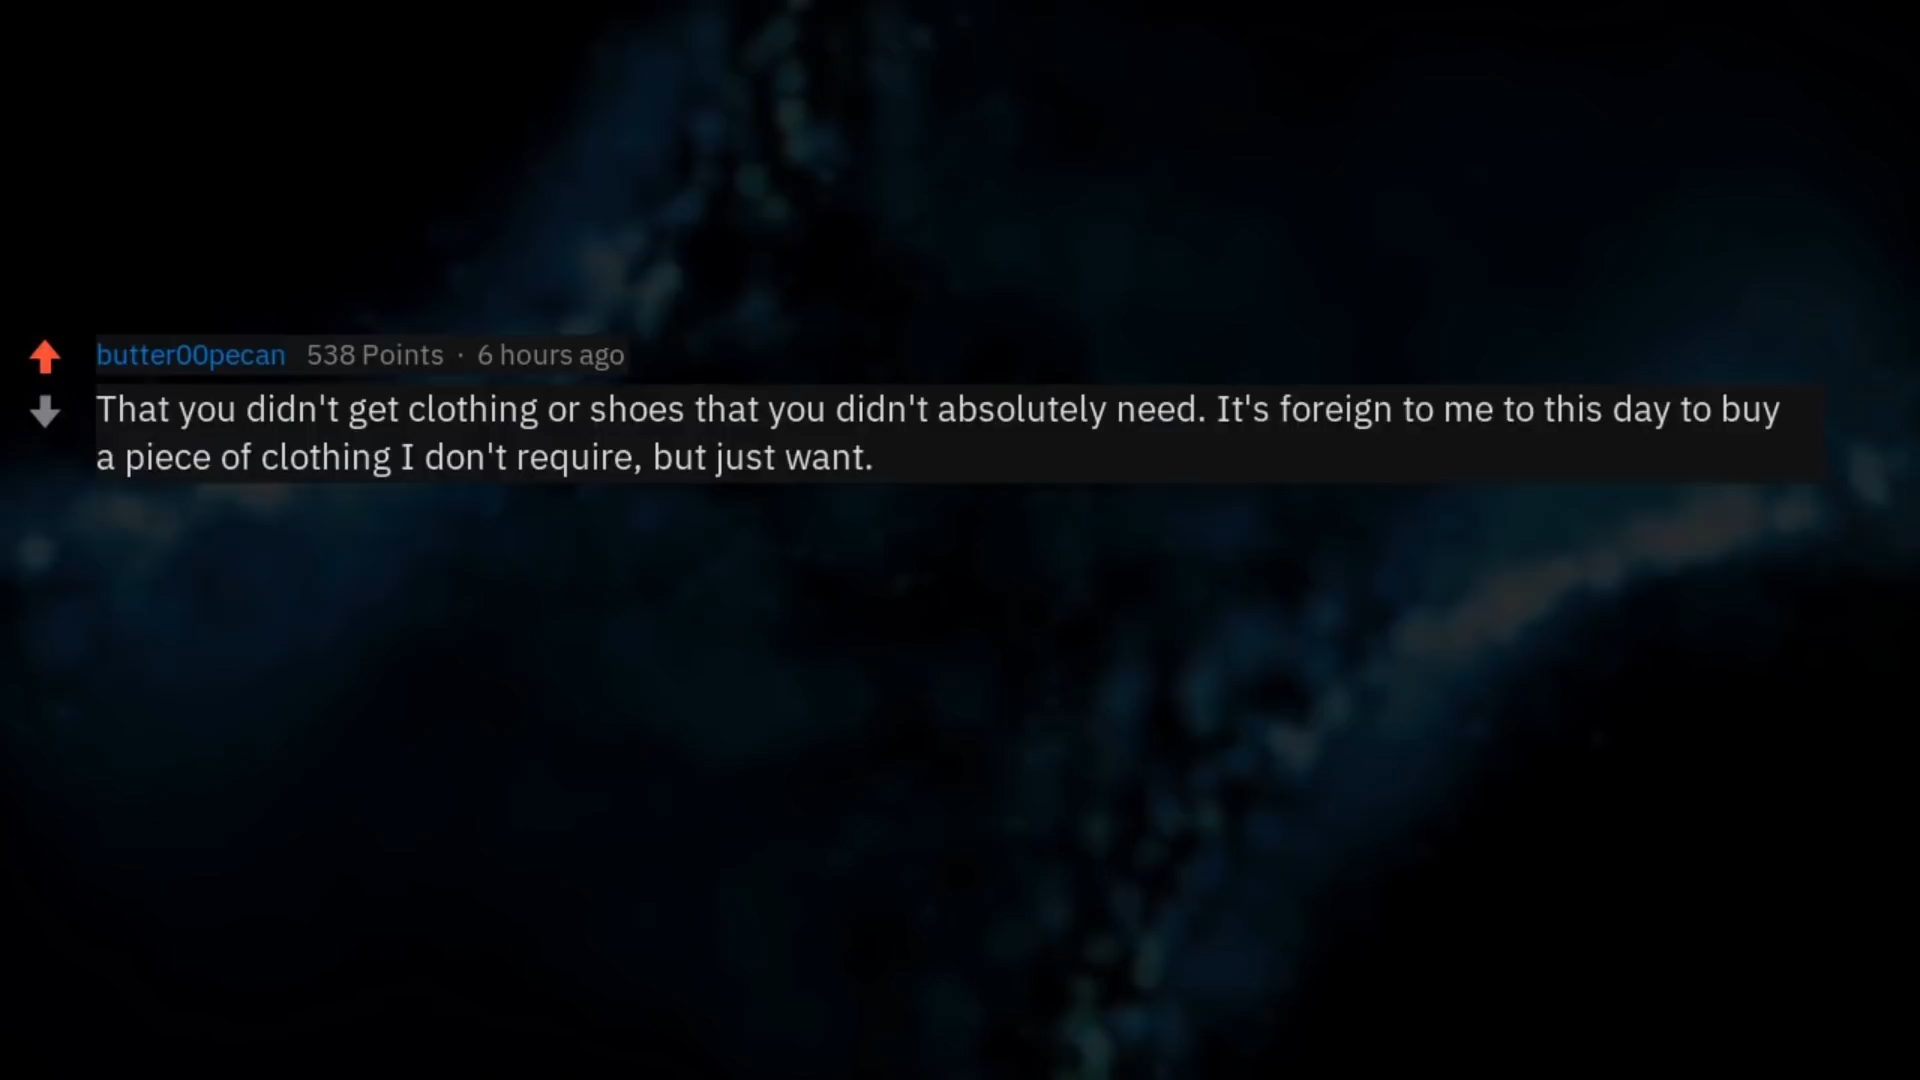 butter00pecan 538 Points · 6 hours ago
That you didn't get clothing or shoes that you didn't absolutely need. It's foreign to me to this day to buy
a piece of clothing I don't require, but just want.